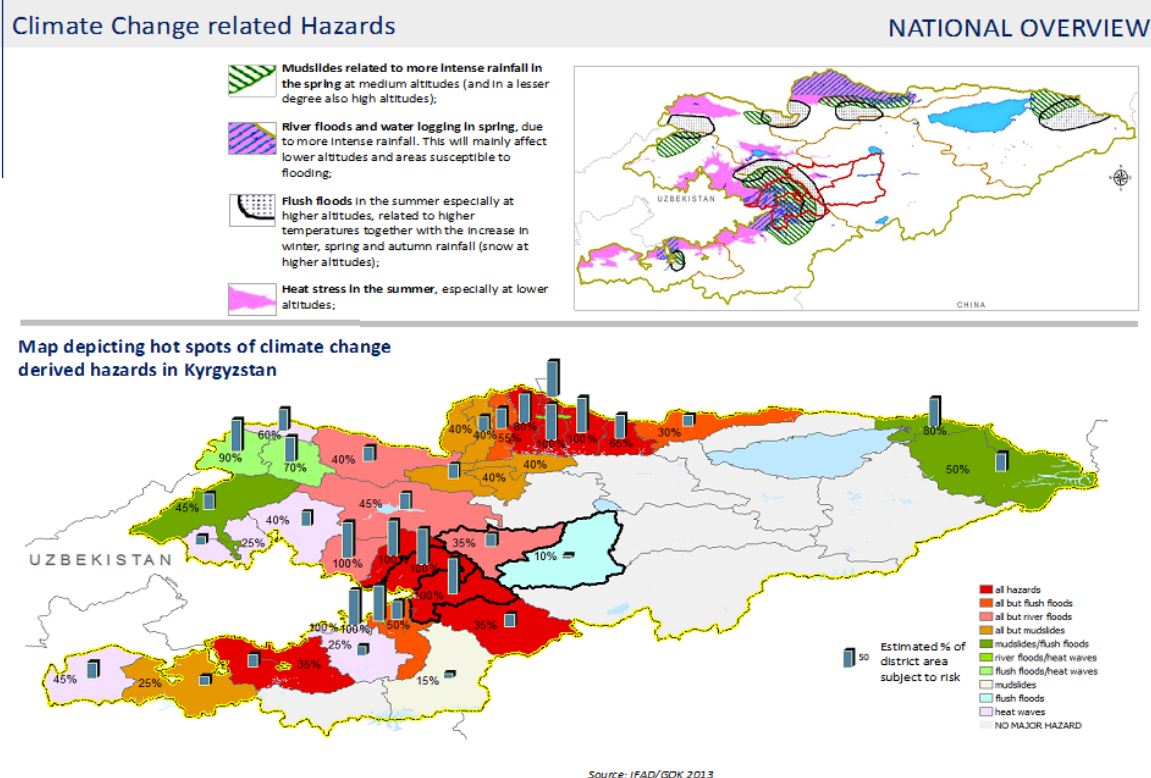 Climate Change related Hazards
NATIONAL OVERVIEW
Mudslides related to more intense rainfall in
the spring at medium altitudes (and in a lesser
degree also high altitudes);
River floods and water logging in spring, due
to more intense rainfall. This will mainly affect
lower altitudes and areas susceptible to
flooding;
Flush floods in the summer especially at
higher altitudes, related to higher
temperatures together with the increase in
winter, spring and autumn rainfall (snow at
higher altitudes);
Heat stress in the summer, especially at lower
altitudes;
UZBEKISTAN
CHINA
Map depicting hot spots of climate change
derived hazards in Kyrgyzstan
60%
90%
70%
40%
40%
40%
55%
80%
100%
100%
65%
30%
80%
50%
40%
40%
45%
45%
40%
25%
100%
100%
100%
35%
10%
100%
35%
100%
100%
50%
25%
15%
45%
25%
35%
UZBEKISTAN
50
Estimated % of
district area
subject to risk
all hazards
all but flush floods
all but river floods
all but mudslides
mudslides/flush floods
river floods/heat waves
flush floods/heat waves
mudslides
flush floods
heat waves
NO MAJOR HAZARD
Source: IFAD/GOK 2013